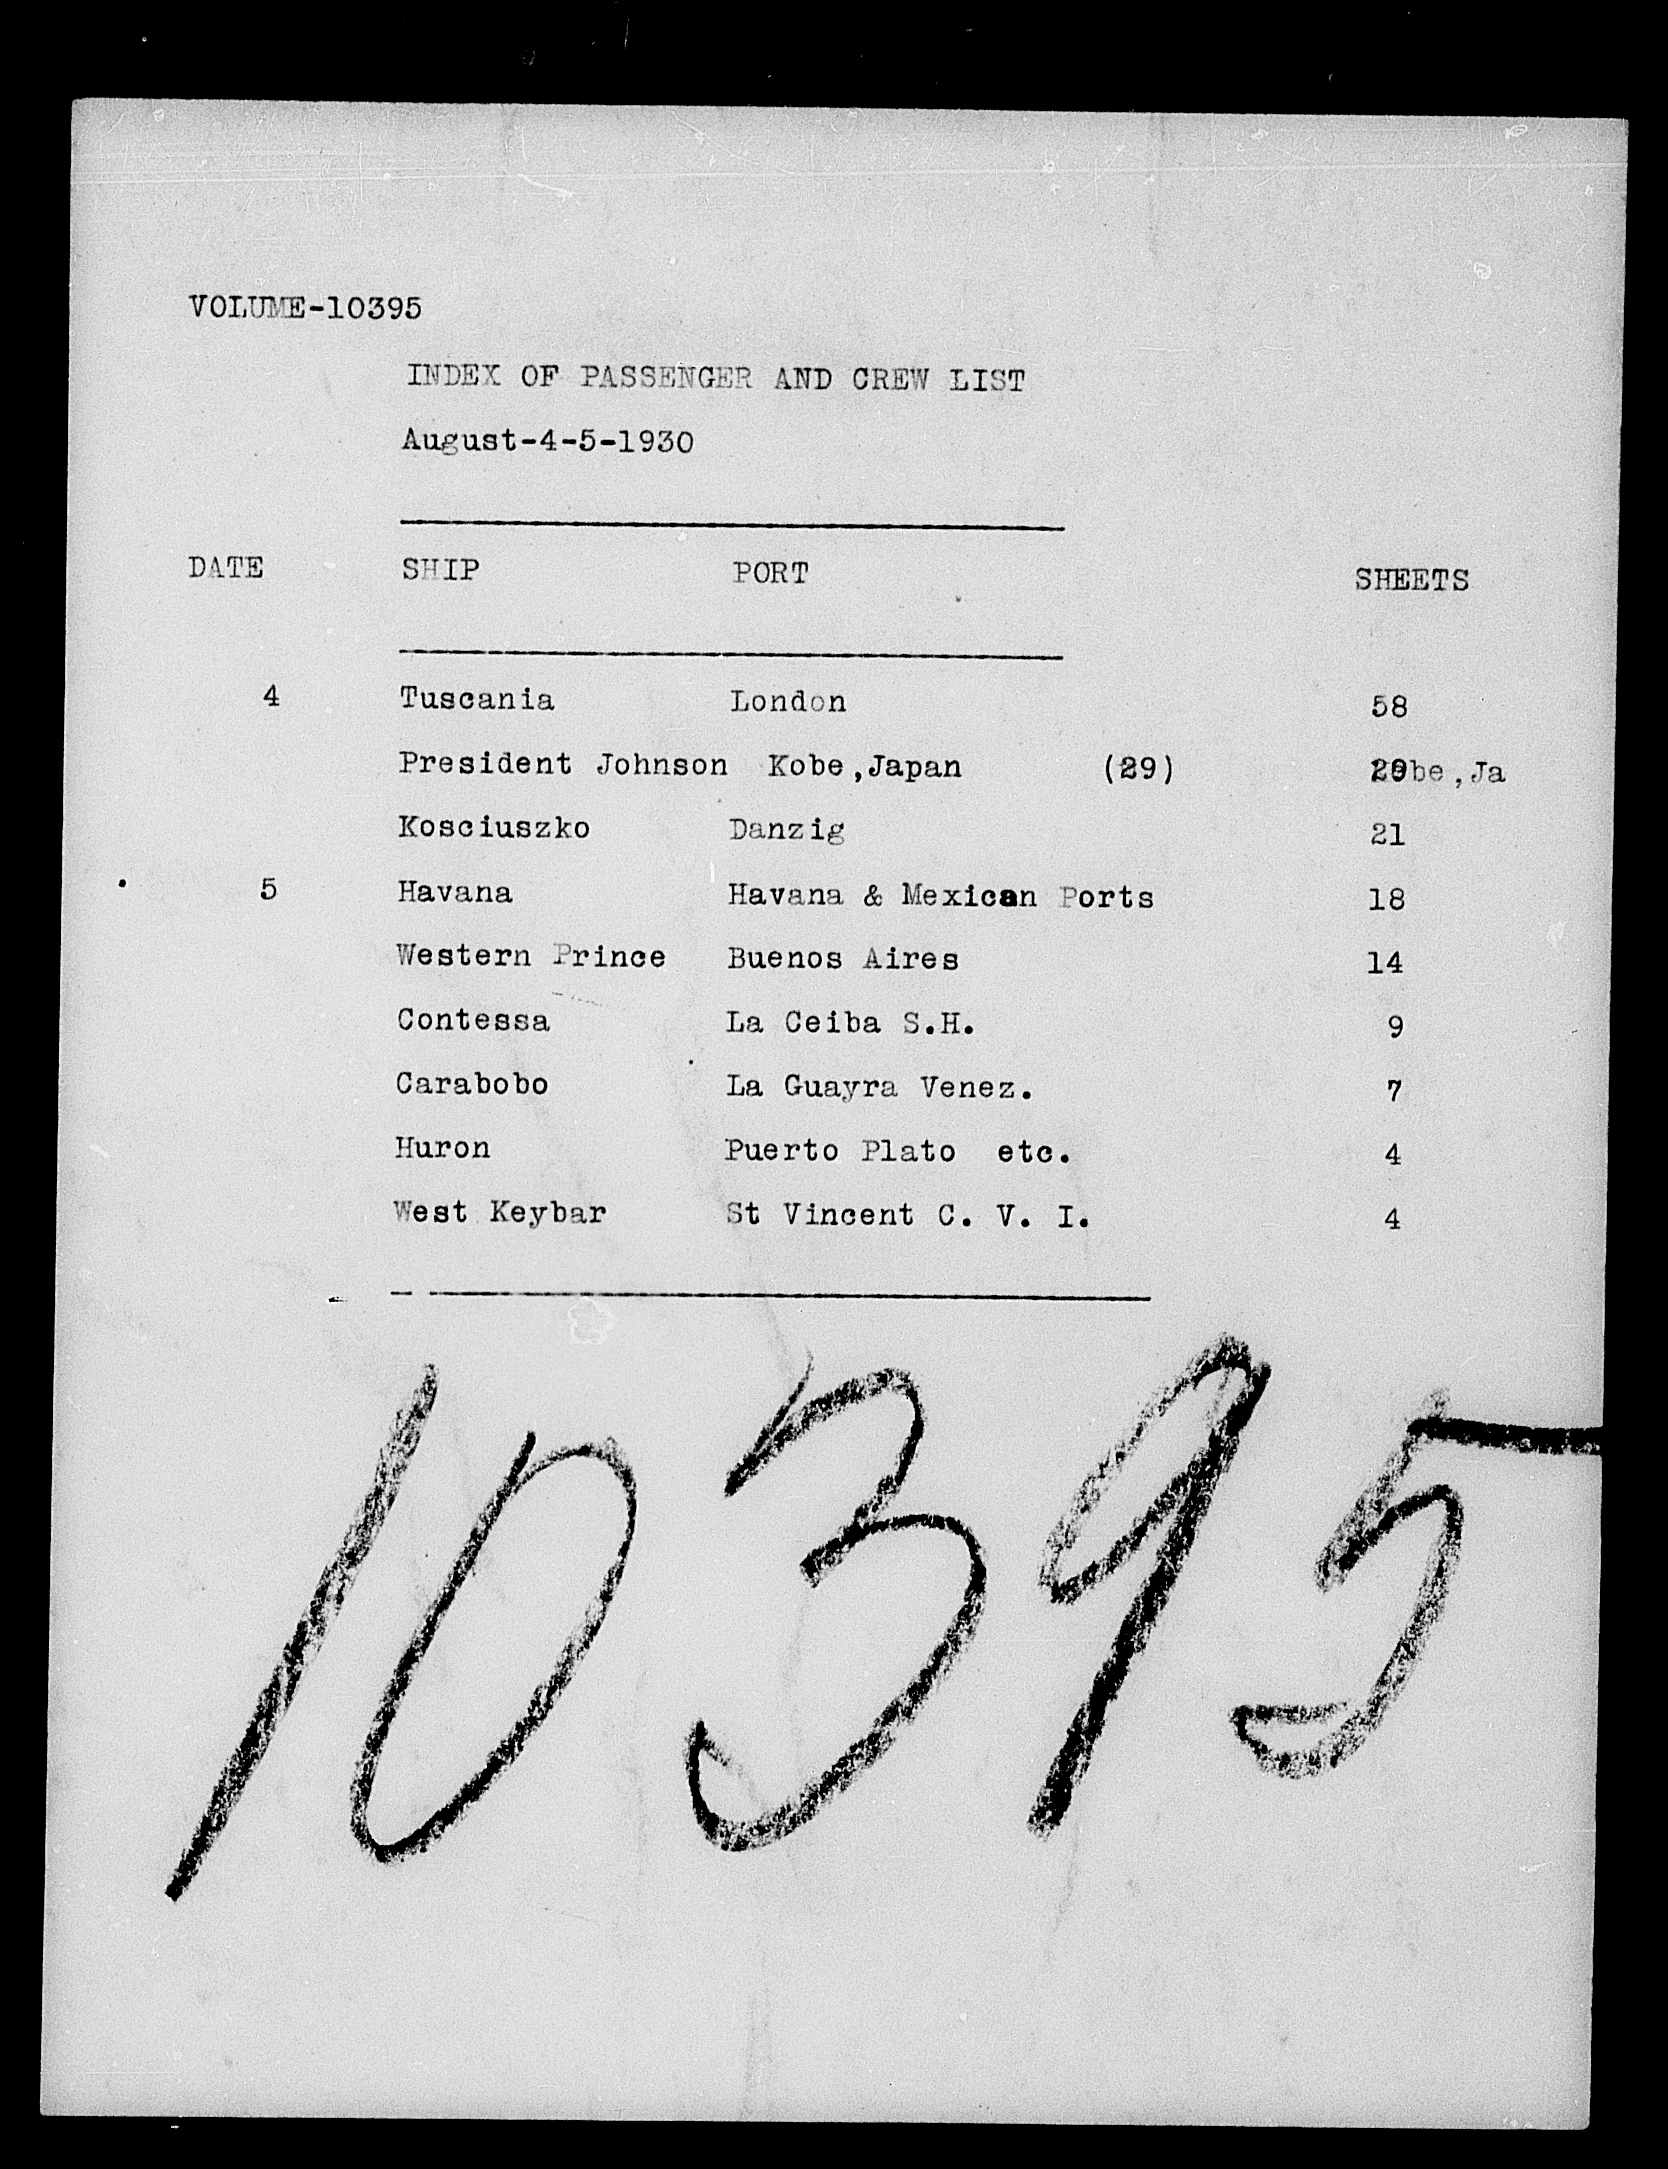 VOLUME-10395
INDEX OF PASSENGER AND CREW LIST
August-4-5-1930
DATE SHIP PORT SHEETS
4 Tuscania London 58
President Johnson Kobe,Japan (29) 29be,Ja
Kosciuszko Danzig 21
5 Havana Havana & Mexican Ports 18
Western Prince Buenos Aires 14
Contessa La Ceiba S.H. 9
Carabobo La Guayra Venez. 7
Huron Puerto Plato etc. 4
West Keybar St Vincent C. V. I. 4
10395